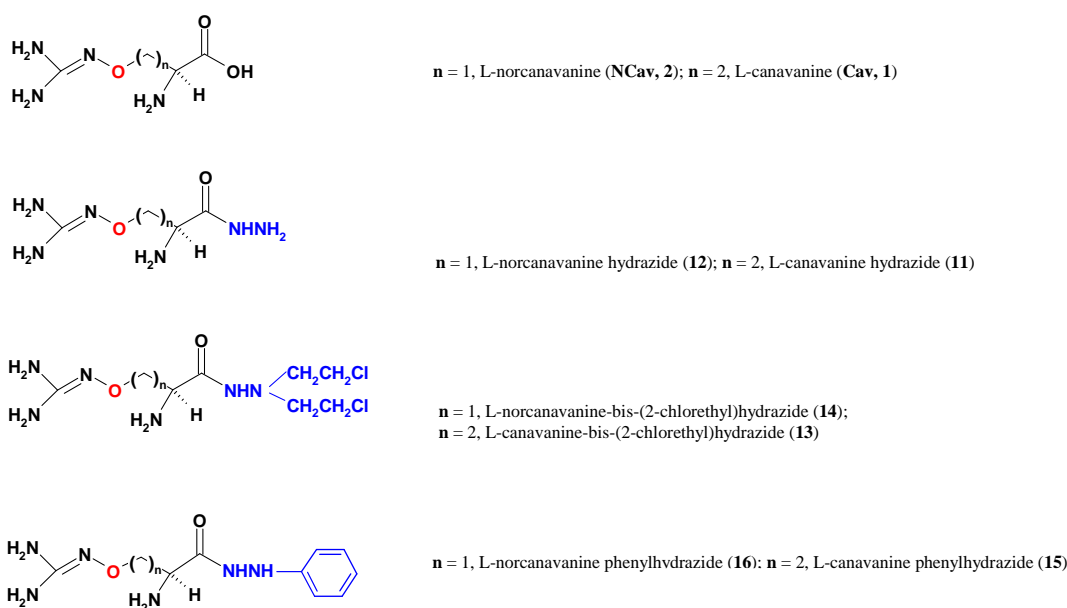 O
H₂N N O ( )n OH
H₂N H₂N H
n = 1, L-norcanavanine (NCav, 2); n = 2, L-canavanine (Cav, 1)
O
H₂N N O ( )n NHNH₂
H₂N H₂N H
n = 1, L-norcanavanine hydrazide (12); n = 2, L-canavanine hydrazide (11)
O
H₂N N O ( )n NHN CH₂CH₂Cl
CH₂CH₂Cl
H₂N H₂N H
n = 1, L-norcanavanine-bis-(2-chlorethyl)hydrazide (14);
n = 2, L-canavanine-bis-(2-chlorethyl)hydrazide (13)
O
H₂N N O ( )n NHNH
H₂N H₂N H
n = 1, L-norcanavanine phenylhydrazide (16); n = 2, L-canavanine phenylhydrazide (15)